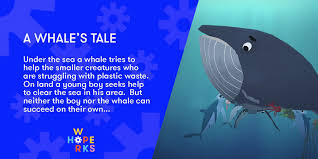 A WHALE'S TALE
Under the sea a whale tries to
help the smaller creatures who
are struggling with plastic waste.
On land a young boy seeks help
to clear the sea in his area. But
neither the boy nor the whale can
succeed on their own...
W
HOPE
RKS